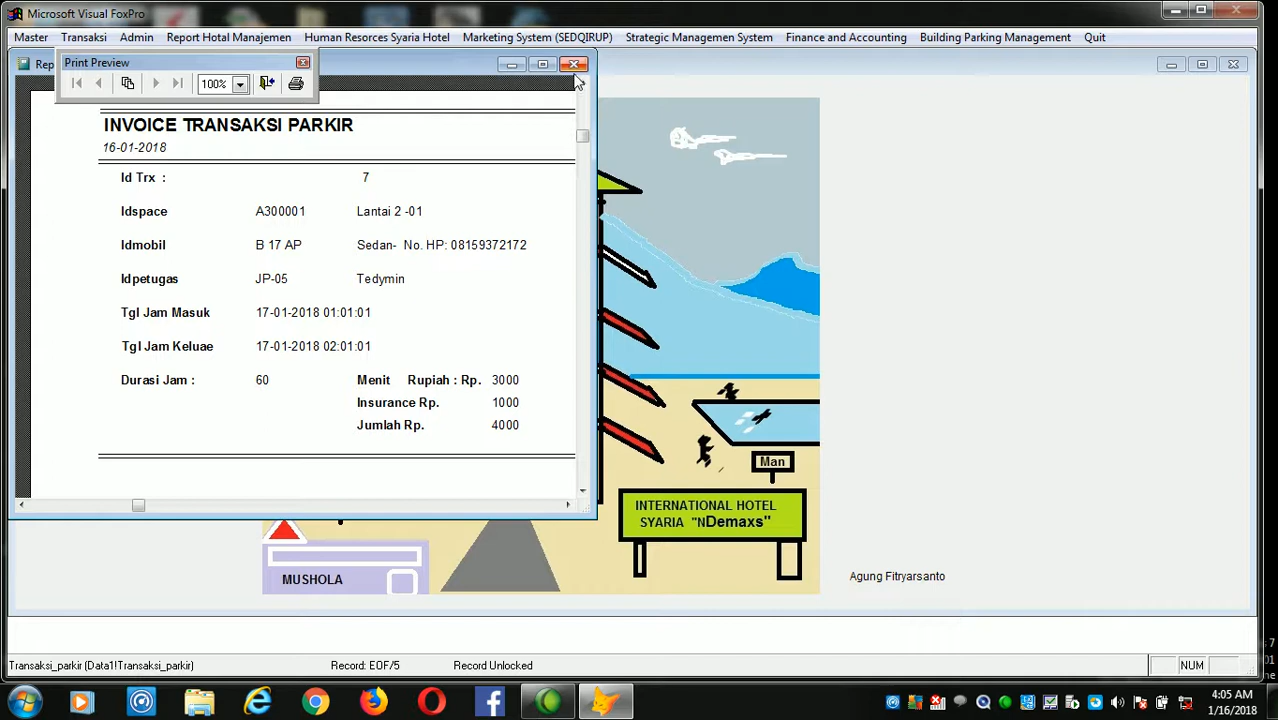 Microsoft Visual FoxPro
Master Transaksi Admin Report Hotal Manajemen Human Resorces Syaria Hotel Marketing System (SEDQIRUP) Strategic Managemen System Finance and Accounting Building Parking Management Quit
Rep
Print Preview
100%
INVOICE TRANSAKSI PARKIR
16-01-2018
Id Trx : 7
Idspace A300001 Lantai 2 -01
Idmobil B 17 AP Sedan- No. HP: 08159372172
Idpetugas JP-05 Tedymin
Tgl Jam Masuk 17-01-2018 01:01:01
Tgl Jam Keluae 17-01-2018 02:01:01
Durasi Jam : 60 Menit Rupiah : Rp. 3000
Insurance Rp. 1000
Jumlah Rp. 4000
Man
INTERNATIONAL HOTEL
SYARIA "NDemaxs"
MUSHOLA
Agung Fitryarsanto
Transaksi_parkir (Data1!Transaksi_parkir) Record: EOF/5 Record Unlocked NUM
4:05 AM
1/16/2018